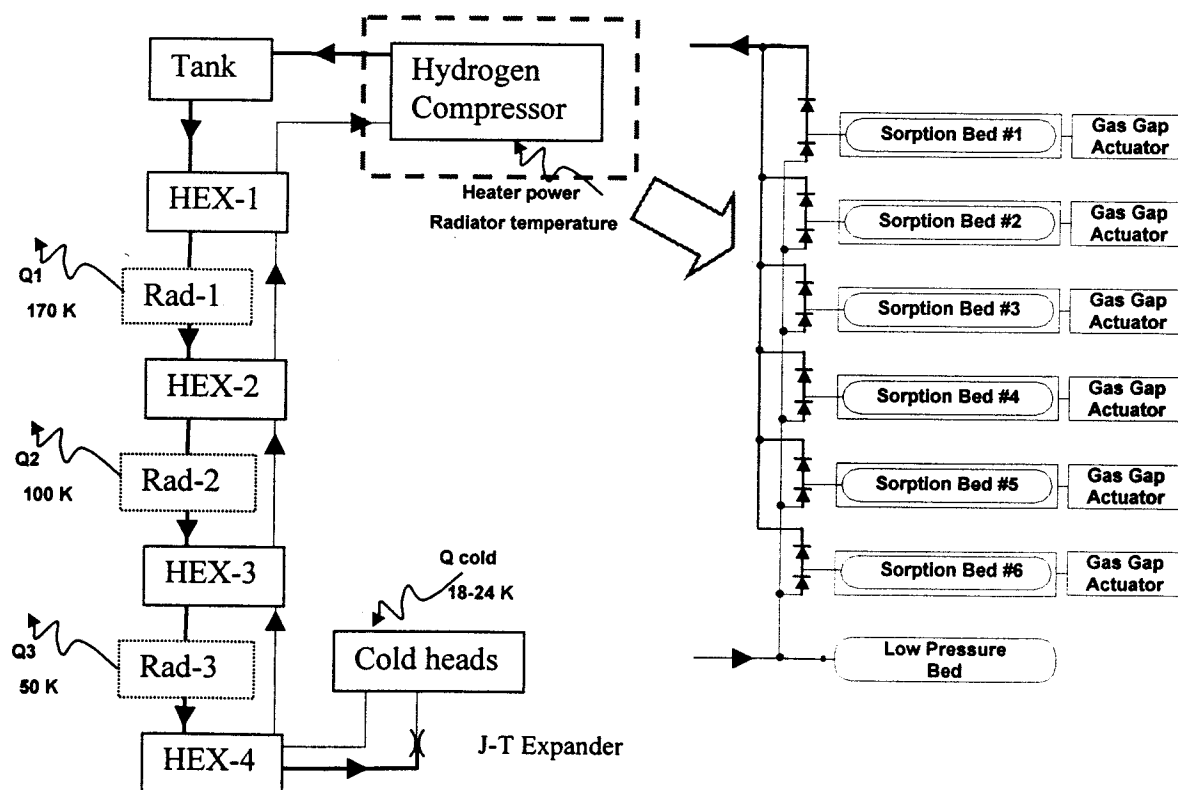 Tank
Hydrogen
Compressor
Heater power
Radiator temperature
HEX-1
Q1
170 K
Rad-1
HEX-2
Q2
100 K
Rad-2
HEX-3
Q3
50 K
Rad-3
HEX-4
Q cold
18-24 K
Cold heads
J-T Expander
Sorption Bed #1
Gas Gap
Actuator
Sorption Bed #2
Gas Gap
Actuator
Sorption Bed #3
Gas Gap
Actuator
Sorption Bed #4
Gas Gap
Actuator
Sorption Bed #5
Gas Gap
Actuator
Sorption Bed #6
Gas Gap
Actuator
Low Pressure
Bed